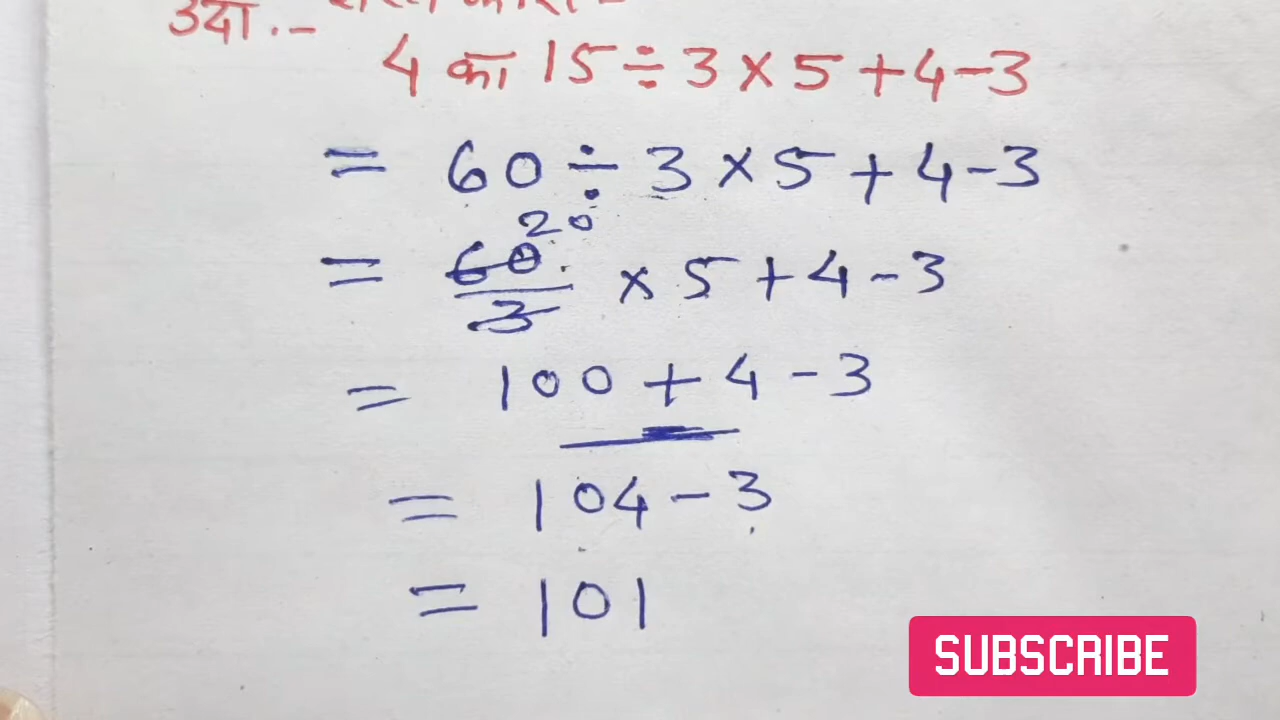 उदा.-
4 का 15 ÷ 3 × 5 + 4 - 3
= 60 ÷ 3 × 5 + 4 - 3
20
= 60/3 × 5 + 4 - 3
= 100 + 4 - 3
= 104 - 3
= 101
SUBSCRIBE